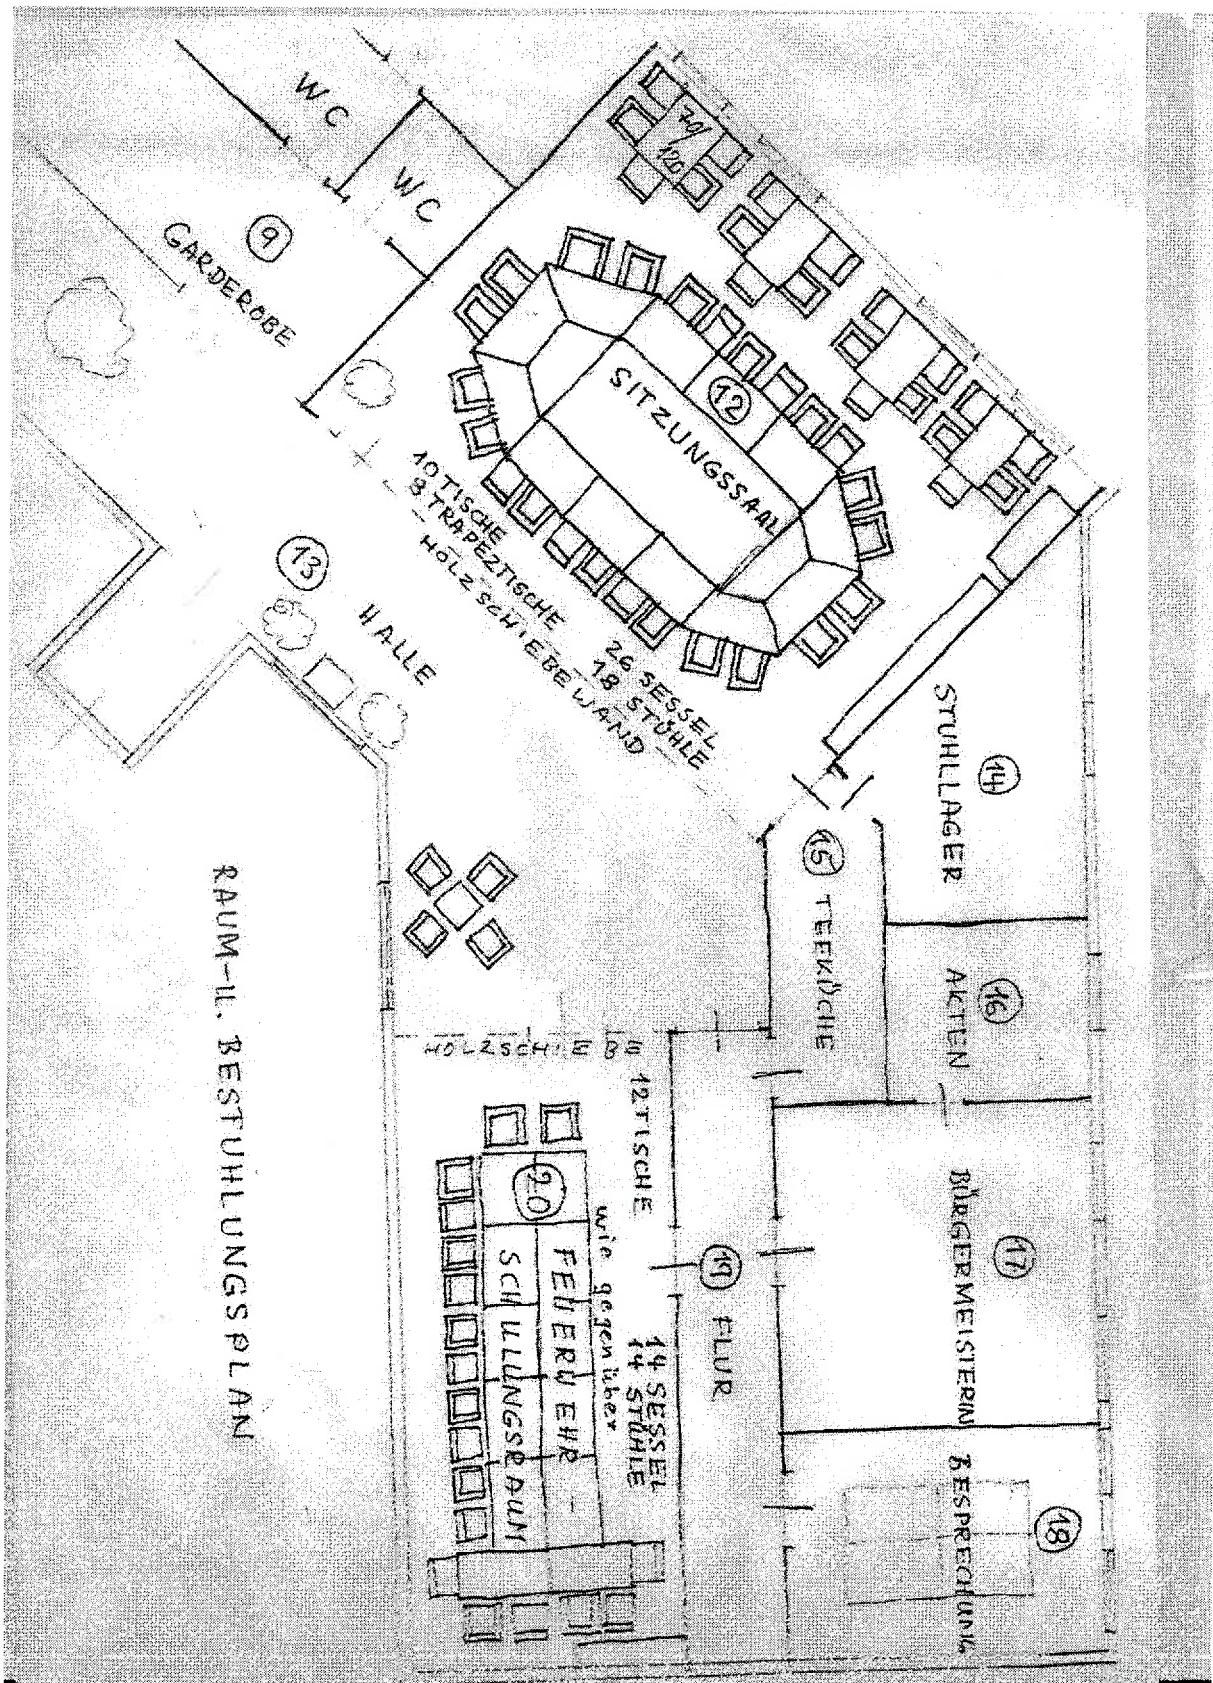 WC
WC
9
GARDEROBE
70/
120
12
SITZUNGSSAAL
10 TISCHE
8 TRAPEZTISCHE
HOLZSCHIEBEWAND
26 SESSEL
18 STÜHLE
13
HALLE
14
STUHLLAGER
15 TEEKÜCHE
16
AKTEN
17
BÜRGERMEISTERIN
18
BESPRECHUNG
19 FLUR
HOLZSCHIEBE
12 TISCHE
14 SESSEL
14 STÜHLE
wie gegenüber
20
FEUERWEHR-
SCHULUNGSRAUM
RAUM-U. BESTUHLUNGSPLAN